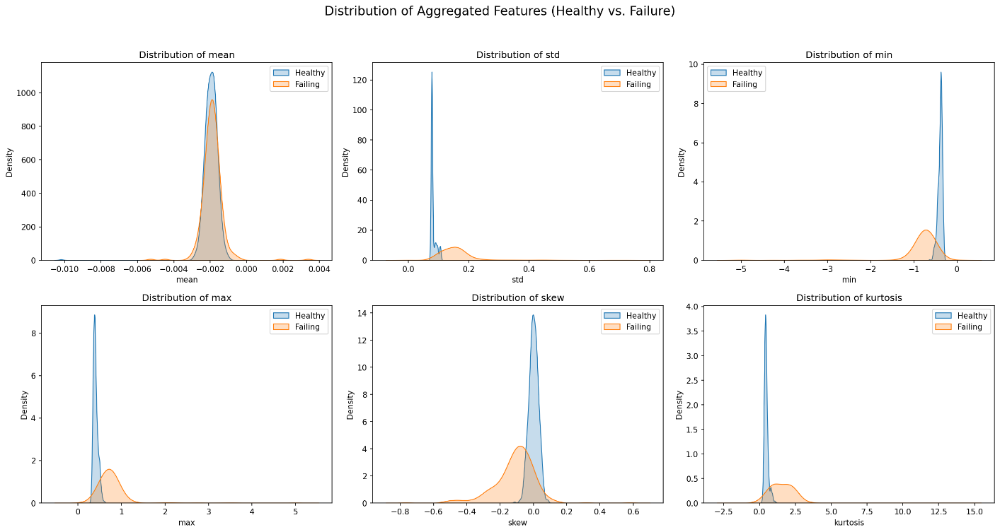 Distribution of Aggregated Features (Healthy vs. Failure)
Distribution of mean
Healthy
Failing
Density
1000
800
600
400
200
0
−0.010 −0.008 −0.006 −0.004 −0.002 0.000 0.002 0.004
mean
Distribution of std
Healthy
Failing
Density
120
100
80
60
40
20
0
0.0 0.2 0.4 0.6 0.8
std
Distribution of min
Healthy
Failing
Density
10
8
6
4
2
0
−5 −4 −3 −2 −1 0
min
Distribution of max
Healthy
Failing
Density
8
6
4
2
0
0 1 2 3 4 5
max
Distribution of skew
Healthy
Failing
Density
14
12
10
8
6
4
2
0
−0.8 −0.6 −0.4 −0.2 0.0 0.2 0.4 0.6
skew
Distribution of kurtosis
Healthy
Failing
Density
4.0
3.5
3.0
2.5
2.0
1.5
1.0
0.5
0.0
−2.5 0.0 2.5 5.0 7.5 10.0 12.5 15.0
kurtosis